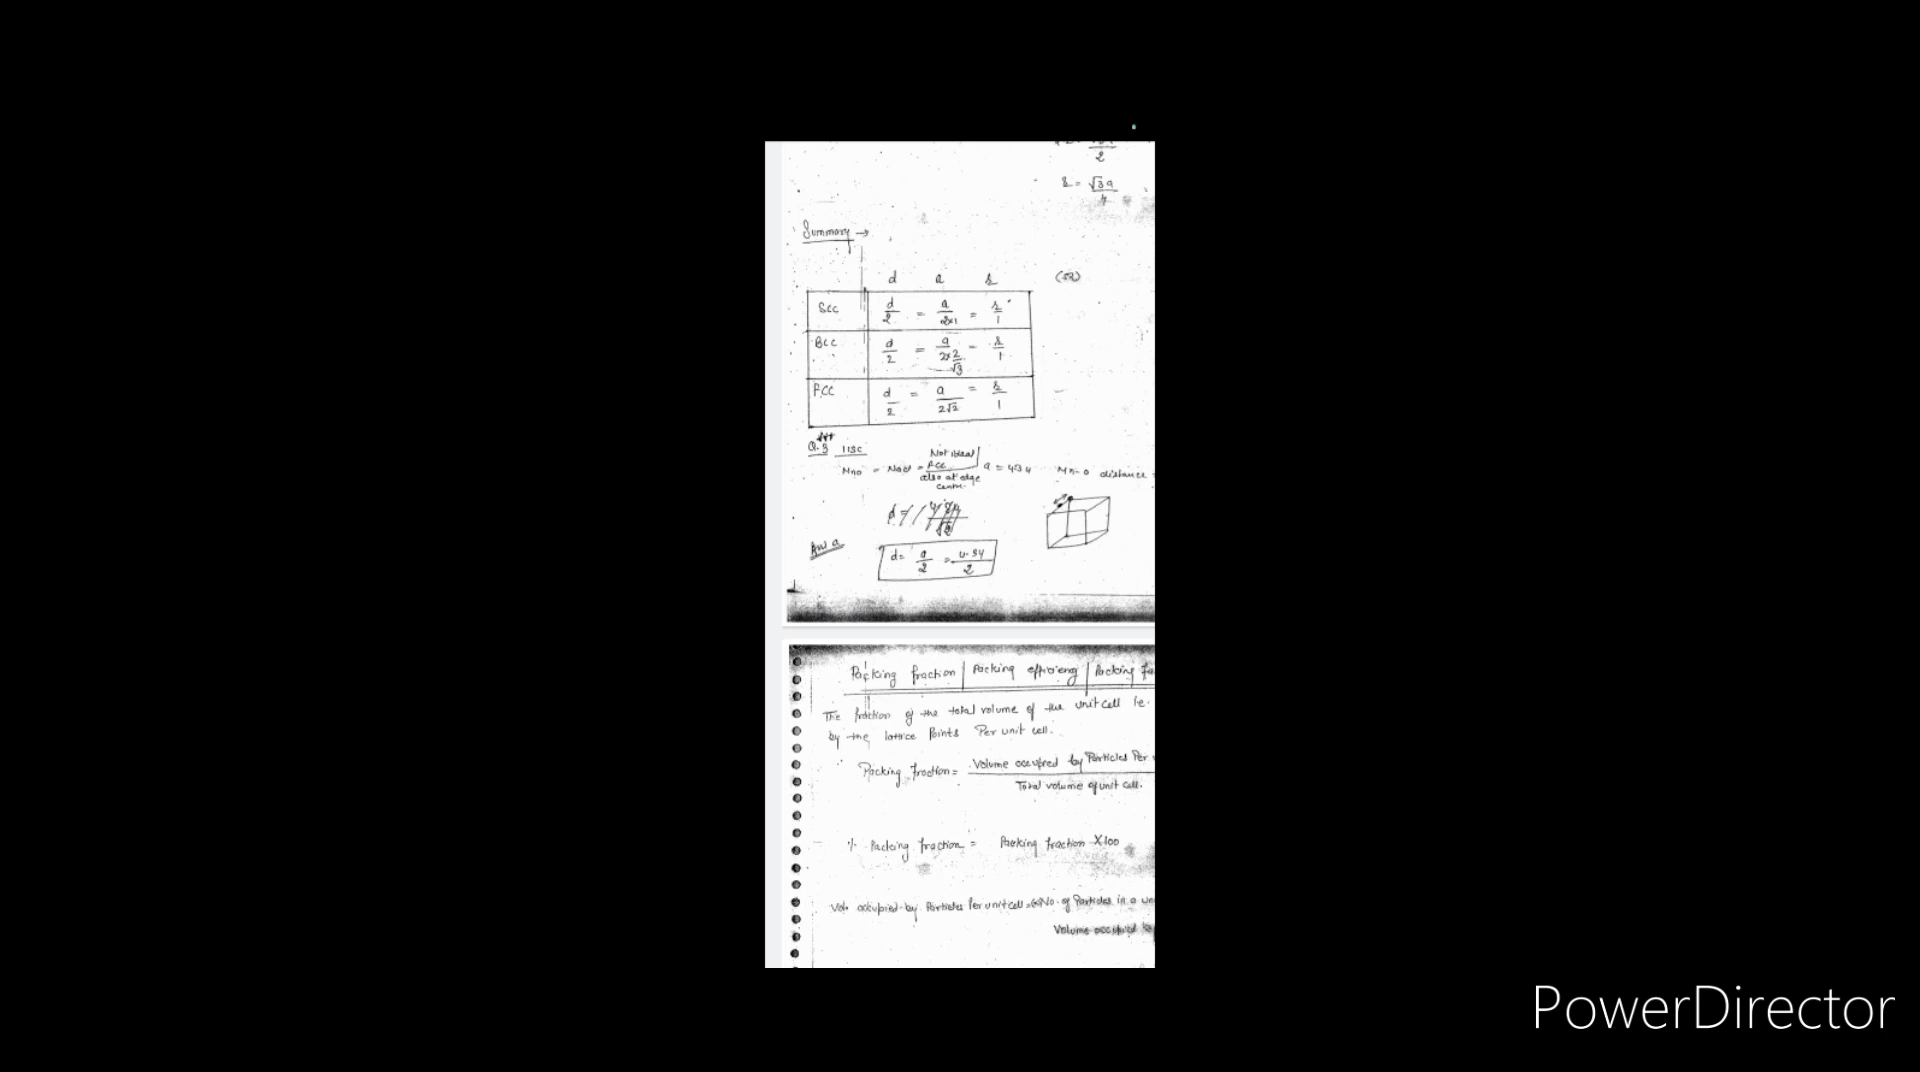 2
r = √3a / 4
Summary →
d a r (52)
Scc d/2 = a/2×1 = r/1
Bcc d/2 = a/2×2/√3 = r/1
FCC d/2 = a/2√2 = r/1
Q.3 IISC
Mno = Nacl = Not ideal FCC also at edge centre. a = 4.34 Mn-O distance =
Ans a d = a/2 = 4.34/2
Packing fraction | Packing efficiency | Packing
The fraction of the total volume of the unit cell i.e.
by the lattice Points Per unit cell.
∴ Packing fraction = Volume occupied by Particles Per
Total volume of unit cell.
% Packing fraction = Packing fraction X100
Vol. occupied by Particles Per unit cell = No. of Particles in a
Volume occupied
PowerDirector